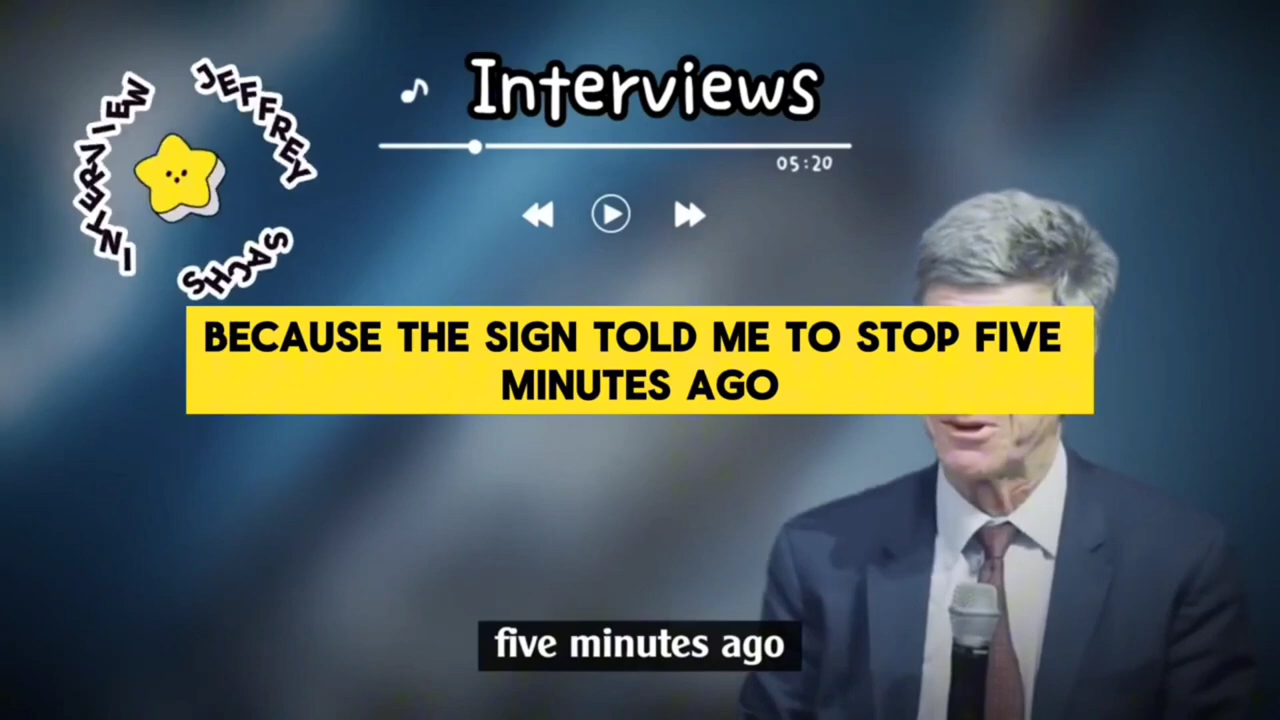 INTERVIEW
JEFFREY
SACHS
Interviews
05:20
BECAUSE THE SIGN TOLD ME TO STOP FIVE
MINUTES AGO
five minutes ago